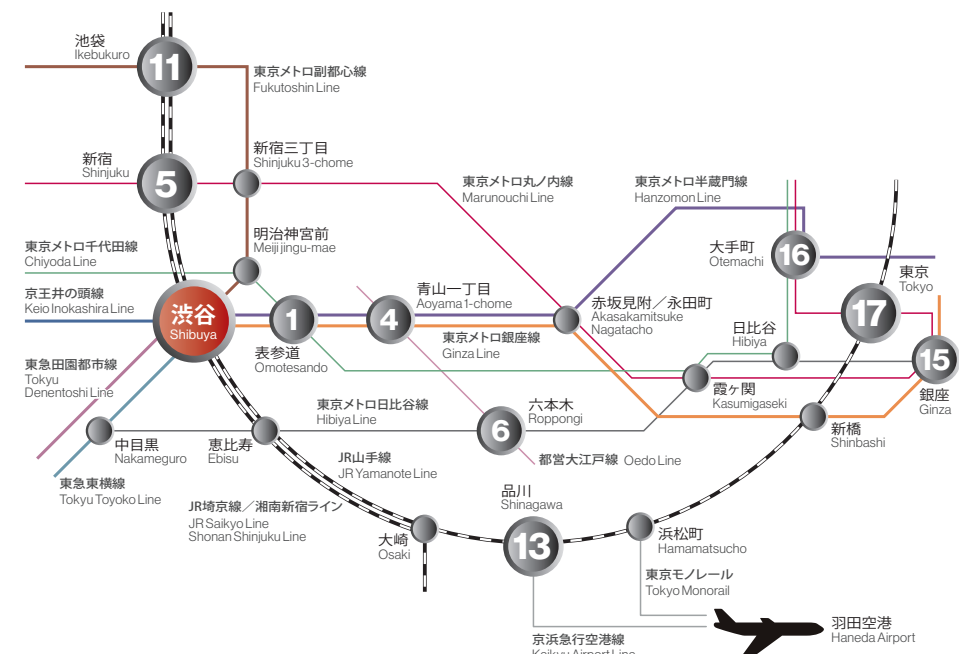 池袋
Ikebukuro
11
東京メトロ副都心線
Fukutoshin Line
新宿
Shinjuku
5
新宿三丁目
Shinjuku 3-chome
東京メトロ丸ノ内線
Marunouchi Line
東京メトロ半蔵門線
Hanzomon Line
東京メトロ千代田線
Chiyoda Line
明治神宮前
Meiji jingu-mae
大手町
Otemachi
16
東京
Tokyo
17
京王井の頭線
Keio Inokashira Line
渋谷
Shibuya
1
表参道
Omotesando
青山一丁目
Aoyama 1-chome
4
東京メトロ銀座線
Ginza Line
赤坂見附／永田町
Akasakamitsuke
Nagatacho
日比谷
Hibiya
15
銀座
Ginza
東急田園都市線
Tokyu
Denentoshi Line
霞ヶ関
Kasumigaseki
東京メトロ日比谷線
Hibiya Line
六本木
Roppongi
6
新橋
Shinbashi
中目黒
Nakameguro
恵比寿
Ebisu
JR山手線
JR Yamanote Line
都営大江戸線 Oedo Line
東急東横線
Tokyu Toyoko Line
JR埼京線／湘南新宿ライン
JR Saikyo Line
Shonan Shinjuku Line
品川
Shinagawa
13
大崎
Osaki
浜松町
Hamamatsucho
東京モノレール
Tokyo Monorail
羽田空港
Haneda Airport
京浜急行空港線
Keikyu Airport Line